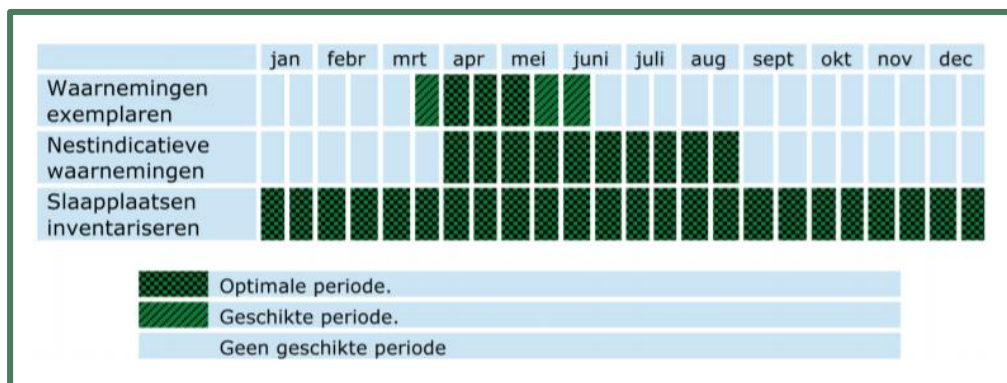 jan febr mrt apr mei juni juli aug sept okt nov dec
Waarnemingen
exemplaren
Nestindicatieve
waarnemingen
Slaapplaatsen
inventariseren
Optimale periode.
Geschikte periode.
Geen geschikte periode